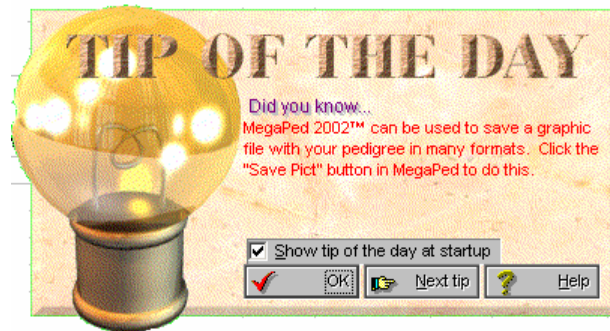 TIP OF THE DAY
Did you know...
MegaPed 2002™ can be used to save a graphic
file with your pedigree in many formats.  Click the
"Save Pict" button in MegaPed to do this.
Show tip of the day at startup
OK Next tip Help